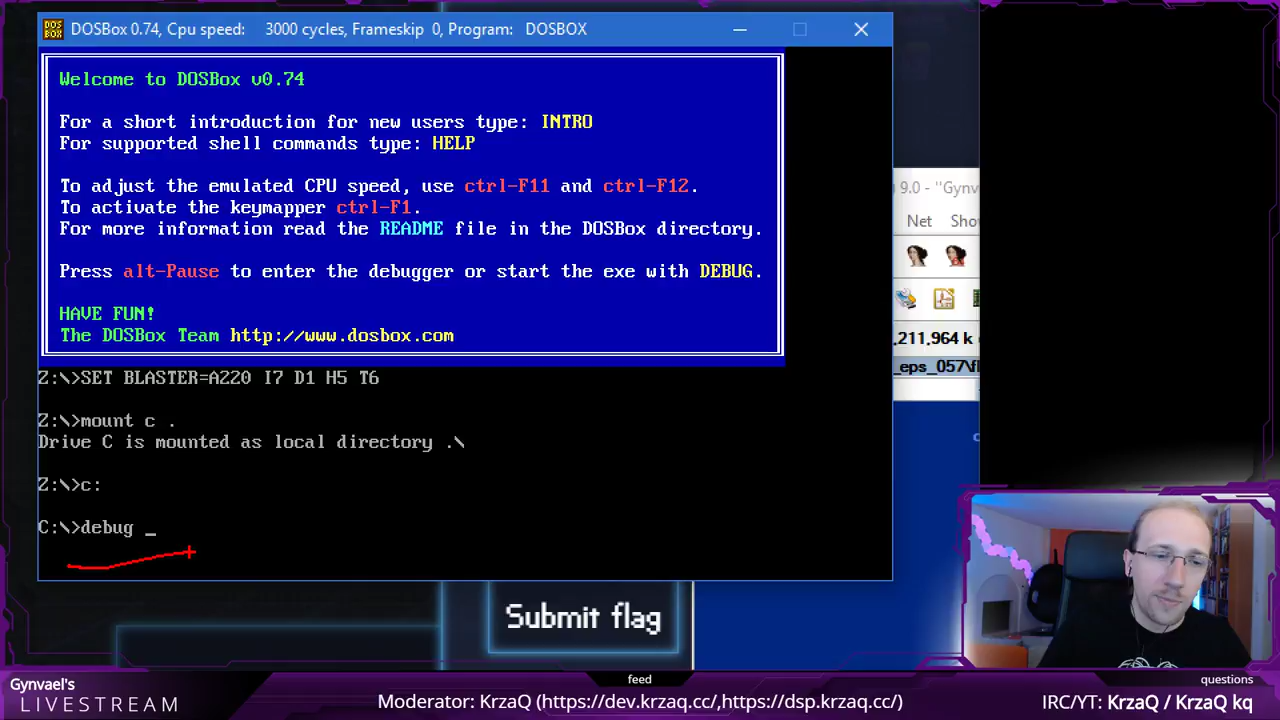 DOSBox 0.74, Cpu speed: 3000 cycles, Frameskip 0, Program: DOSBOX
Welcome to DOSBox v0.74
For a short introduction for new users type: INTRO
For supported shell commands type: HELP
To adjust the emulated CPU speed, use ctrl-F11 and ctrl-F12.
To activate the keymapper ctrl-F1.
For more information read the README file in the DOSBox directory.
Press alt-Pause to enter the debugger or start the exe with DEBUG.
HAVE FUN!
The DOSBox Team http://www.dosbox.com
Z:\>SET BLASTER=A220 I7 D1 H5 T6
Z:\>mount c .
Drive C is mounted as local directory .\
Z:\>c:
C:\>debug _
9.0 - "Gynv
Net
,211,964 k
_eps_057\
Submit flag
Gynvael's
LIVESTREAM
feed
Moderator: KrzaQ (https://dev.krzaq.cc/,https://dsp.krzaq.cc/)
questions
IRC/YT: KrzaQ / KrzaQ kq